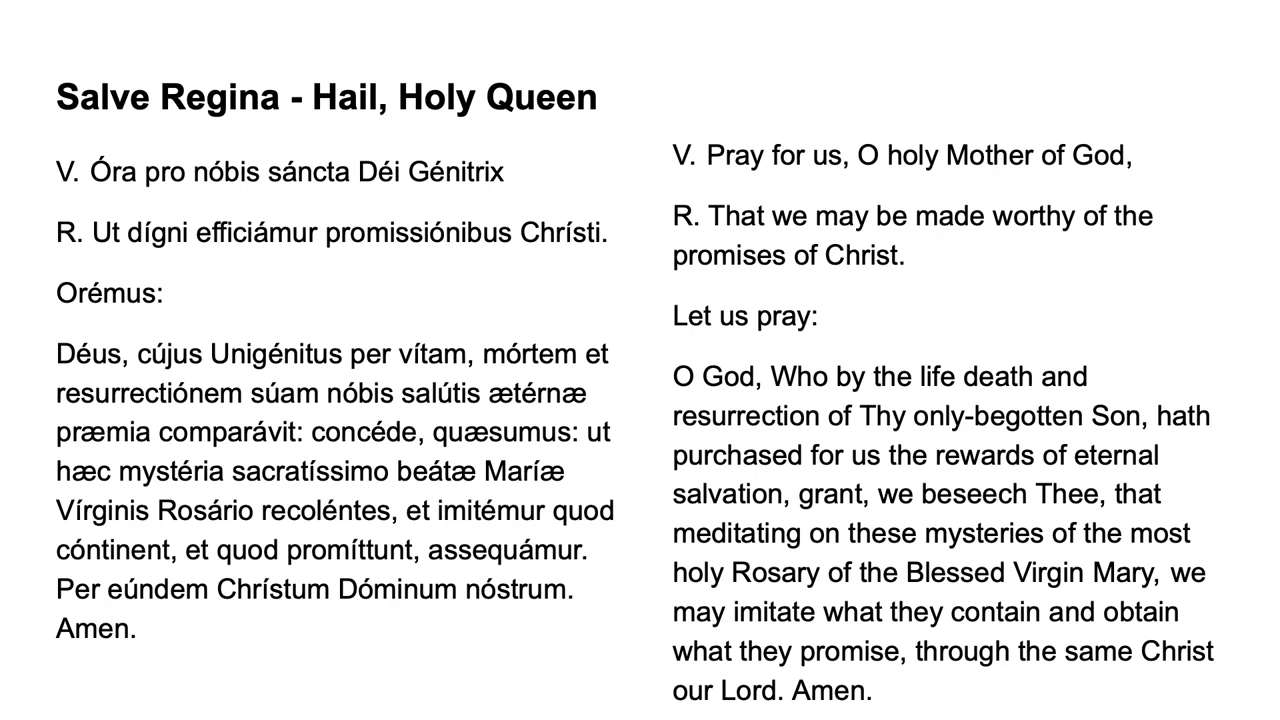 Salve Regina - Hail, Holy Queen
V. Óra pro nóbis sáncta Déi Génitrix
R. Ut dígni efficiámur promissiónibus Chrísti.
Orémus:
Déus, cújus Unigénitus per vítam, mórtem et
resurrectiónem súam nóbis salútis ætérnæ
præmia comparávit: concéde, quæsumus: ut
hæc mystéria sacratíssimo beátæ Maríæ
Vírginis Rosário recoléntes, et imitémur quod
cóntinent, et quod promíttunt, assequámur.
Per eúndem Chrístum Dóminum nóstrum.
Amen.
V. Pray for us, O holy Mother of God,
R. That we may be made worthy of the
promises of Christ.
Let us pray:
O God, Who by the life death and
resurrection of Thy only-begotten Son, hath
purchased for us the rewards of eternal
salvation, grant, we beseech Thee, that
meditating on these mysteries of the most
holy Rosary of the Blessed Virgin Mary, we
may imitate what they contain and obtain
what they promise, through the same Christ
our Lord. Amen.